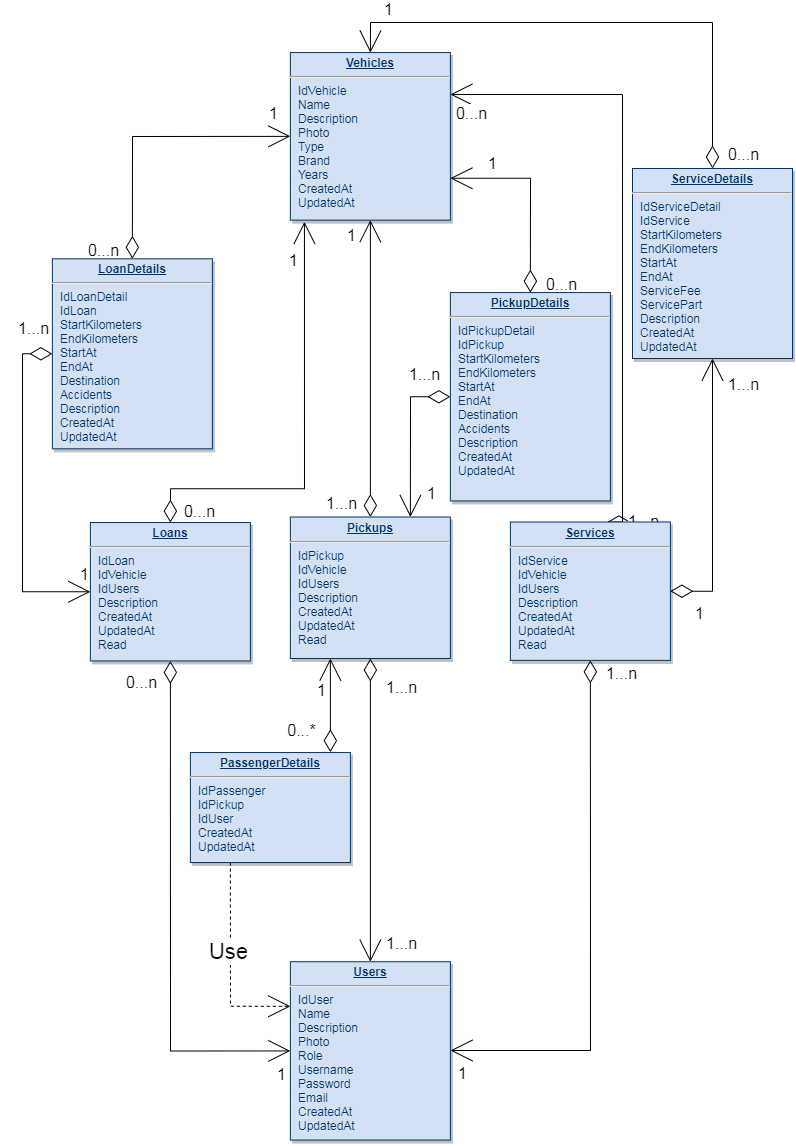 1
Vehicles
IdVehicle
Name
Description
Photo
Type
Brand
Years
CreatedAt
UpdatedAt
0...n
1
1
0...n
ServiceDetails
IdServiceDetail
IdService
StartKilometers
EndKilometers
StartAt
EndAt
ServiceFee
ServicePart
Description
CreatedAt
UpdatedAt
1
1
0...n
LoanDetails
IdLoanDetail
IdLoan
StartKilometers
EndKilometers
StartAt
EndAt
Destination
Accidents
Description
CreatedAt
UpdatedAt
1...n
0...n
PickupDetails
IdPickupDetail
IdPickup
StartKilometers
EndKilometers
StartAt
EndAt
Destination
Accidents
Description
CreatedAt
UpdatedAt
1...n
1
1...n
0...n
Loans
IdLoan
IdVehicle
IdUsers
Description
CreatedAt
UpdatedAt
Read
1
1...n
Pickups
IdPickup
IdVehicle
IdUsers
Description
CreatedAt
UpdatedAt
Read
1...n
Services
IdService
IdVehicle
IdUsers
Description
CreatedAt
UpdatedAt
Read
1
0...n
1
1...n
1...n
0...*
PassengerDetails
IdPassenger
IdPickup
IdUser
CreatedAt
UpdatedAt
Use
1...n
Users
IdUser
Name
Description
Photo
Role
Username
Password
Email
CreatedAt
UpdatedAt
1
1